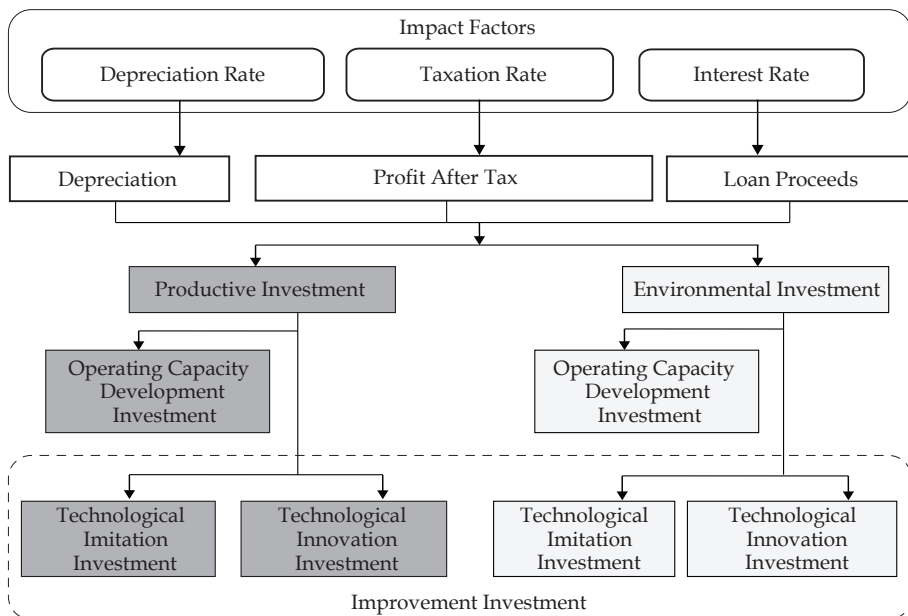 Impact Factors
Depreciation Rate
Taxation Rate
Interest Rate
Depreciation
Profit After Tax
Loan Proceeds
Productive Investment
Environmental Investment
Operating Capacity
Development
Investment
Operating Capacity
Development
Investment
Technological
Imitation
Investment
Technological
Innovation
Investment
Technological
Imitation
Investment
Technological
Innovation
Investment
Improvement Investment